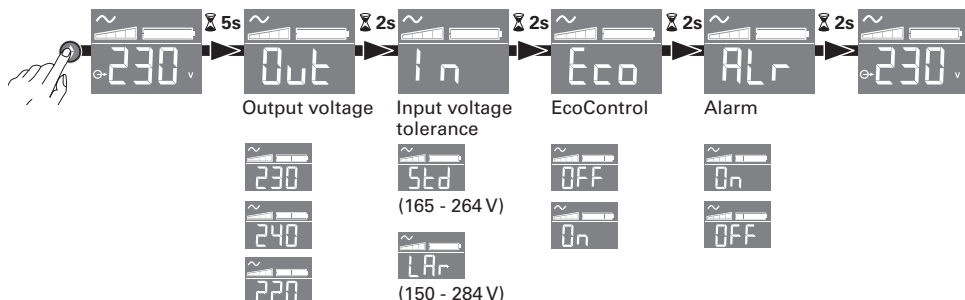 5s 2s 2s 2s 2s
230 v Out In Eco ALr 230 v
Output voltage Input voltage EcoControl Alarm
tolerance
230 Std OFF On
(165 - 264 V)
240 On OFF
LAr
220 (150 - 284 V)